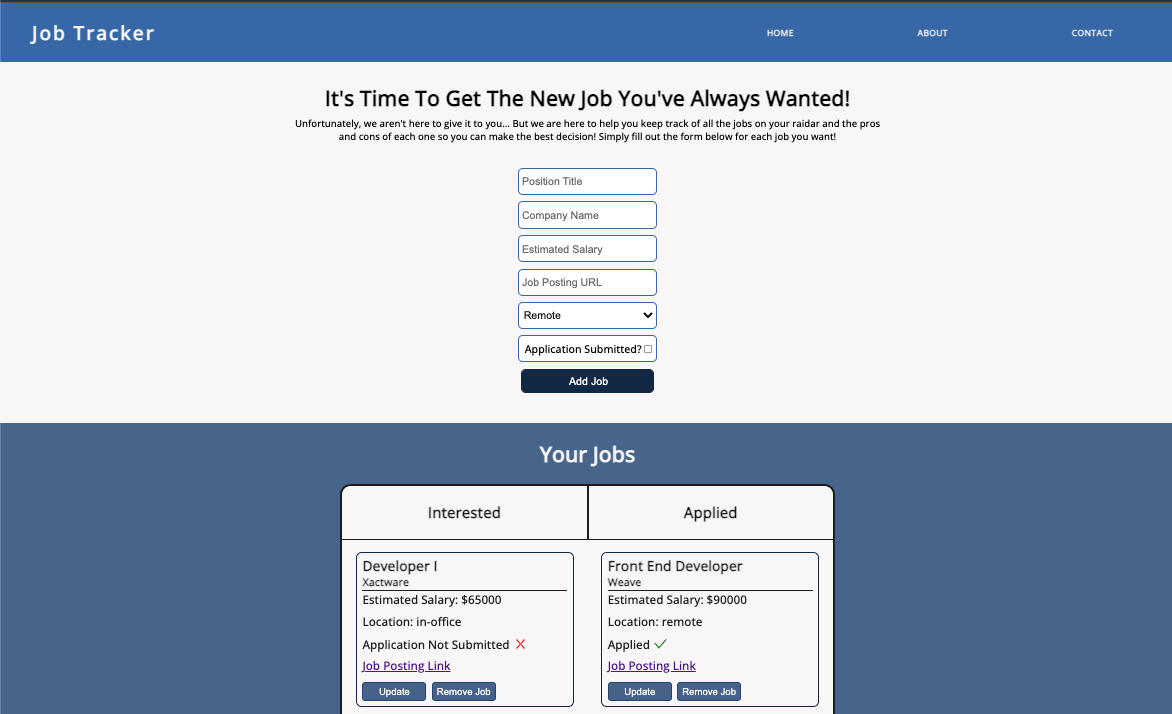 Job Tracker
HOME
ABOUT
CONTACT
It's Time To Get The New Job You've Always Wanted!
Unfortunately, we aren't here to give it to you... But we are here to help you keep track of all the jobs on your raidar and the pros
and cons of each one so you can make the best decision! Simply fill out the form below for each job you want!
Position Title
Company Name
Estimated Salary
Job Posting URL
Remote
Application Submitted?
Add Job
Your Jobs
Interested
Applied
Developer I
Xactware
Estimated Salary: $65000
Location: in-office
Application Not Submitted
Job Posting Link
Update
Remove Job
Front End Developer
Weave
Estimated Salary: $90000
Location: remote
Applied
Job Posting Link
Update
Remove Job